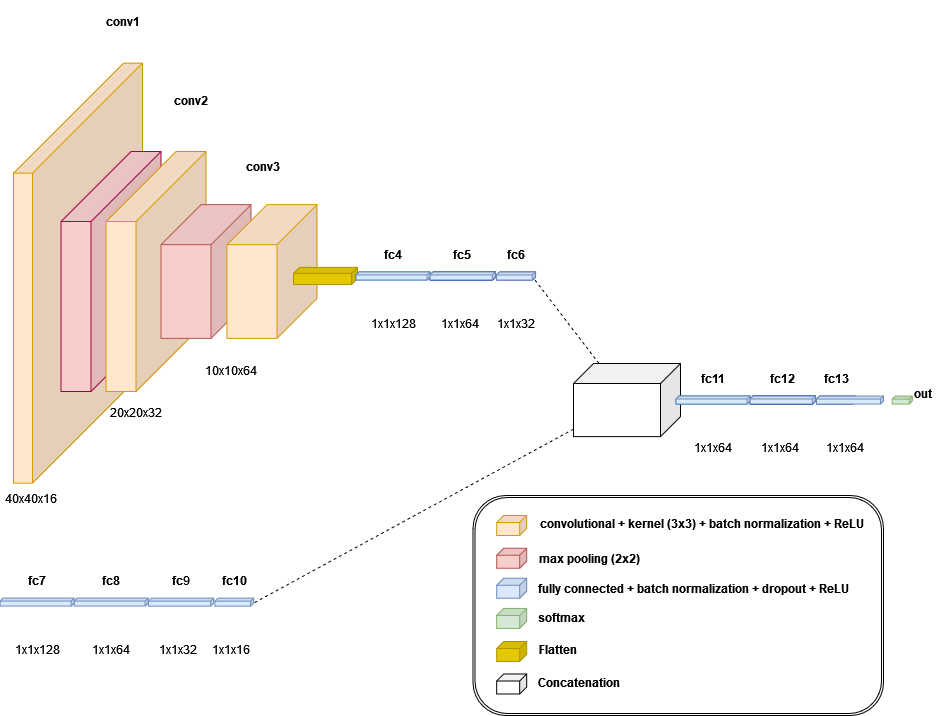 conv1
conv2
conv3
fc4
fc5
fc6
1x1x128
1x1x64
1x1x32
10x10x64
20x20x32
40x40x16
fc11
fc12
fc13
out
1x1x64
1x1x64
1x1x64
fc7
fc8
fc9
fc10
1x1x128
1x1x64
1x1x32
1x1x16
convolutional + kernel (3x3) + batch normalization + ReLU
max pooling (2x2)
fully connected + batch normalization + dropout + ReLU
softmax
Flatten
Concatenation